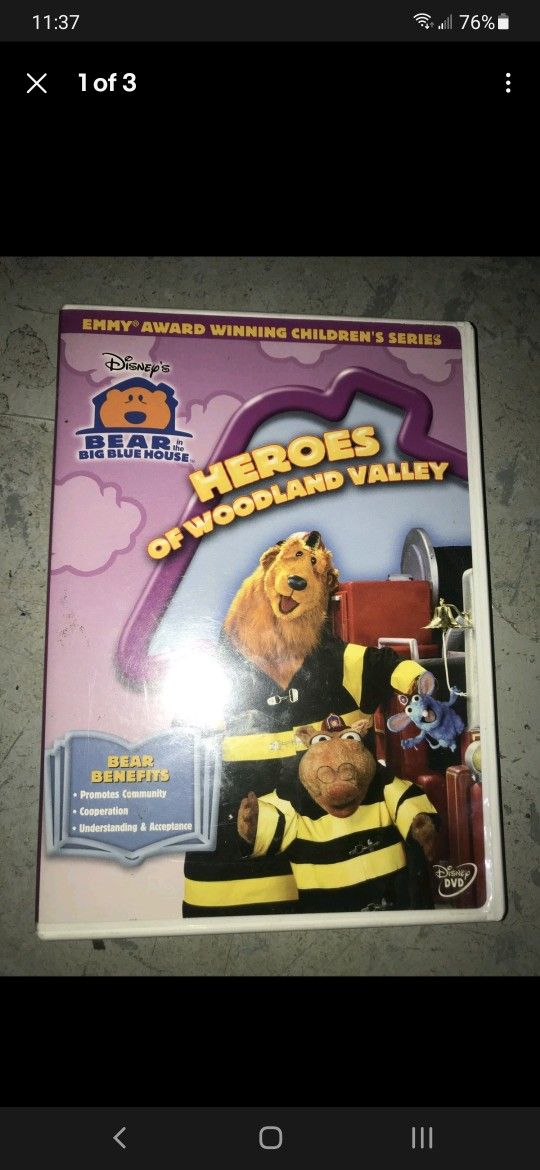 11:37
76%
1 of 3
EMMY® AWARD WINNING CHILDREN'S SERIES
Disney's
BEAR in the
BIG BLUE HOUSE™
HEROES
OF WOODLAND VALLEY
BEAR
BENEFITS
• Promotes Community
• Cooperation
• Understanding & Acceptance
Disney
DVD